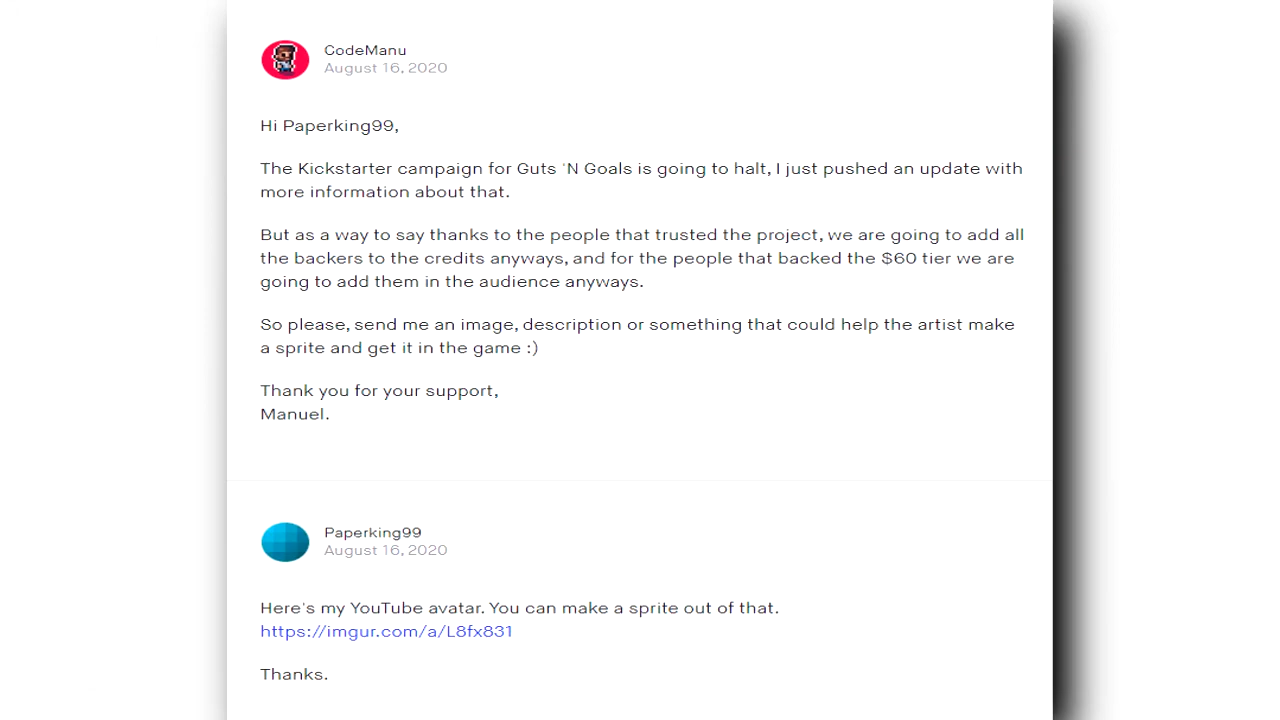 CodeManu
August 16, 2020
Hi Paperking99,
The Kickstarter campaign for Guts 'N Goals is going to halt, I just pushed an update with
more information about that.
But as a way to say thanks to the people that trusted the project, we are going to add all
the backers to the credits anyways, and for the people that backed the $60 tier we are
going to add them in the audience anyways.
So please, send me an image, description or something that could help the artist make
a sprite and get it in the game :)
Thank you for your support,
Manuel.
Paperking99
August 16, 2020
Here's my YouTube avatar. You can make a sprite out of that.
https://imgur.com/a/L8fx831
Thanks.